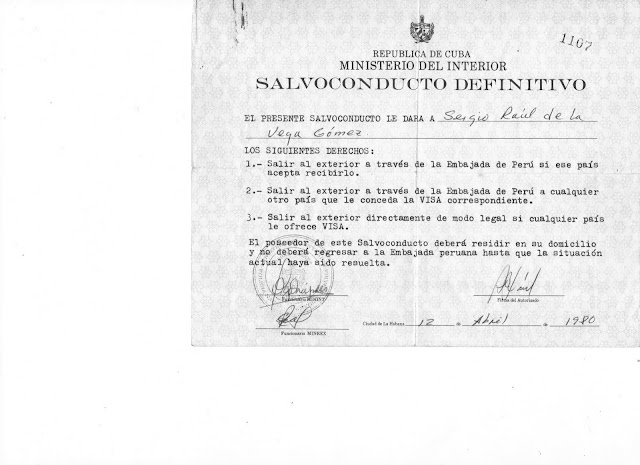 1107
REPUBLICA DE CUBA
MINISTERIO DEL INTERIOR
SALVOCONDUCTO DEFINITIVO
EL PRESENTE SALVOCONDUCTO LE DARA A Sergio Raúl de la
Vega Gómez.
LOS SIGUIENTES DERECHOS:
1.- Salir al exterior a través de la Embajada de Perú si ese país
acepta recibirlo.
2.- Salir al exterior a través de la Embajada de Perú a cualquier
otro país que le conceda la VISA correspondiente.
3.- Salir al exterior directamente de modo legal si cualquier país
le ofrece VISA.
El poseedor de este Salvoconducto deberá residir en su domicilio
y no deberá regresar a la Embajada peruana hasta que la situación
actual haya sido resuelta.
Funcionario MININT
Firma del Autorizado
Funcionario MINREX
Ciudad de La Habana 12 de Abril de 1980